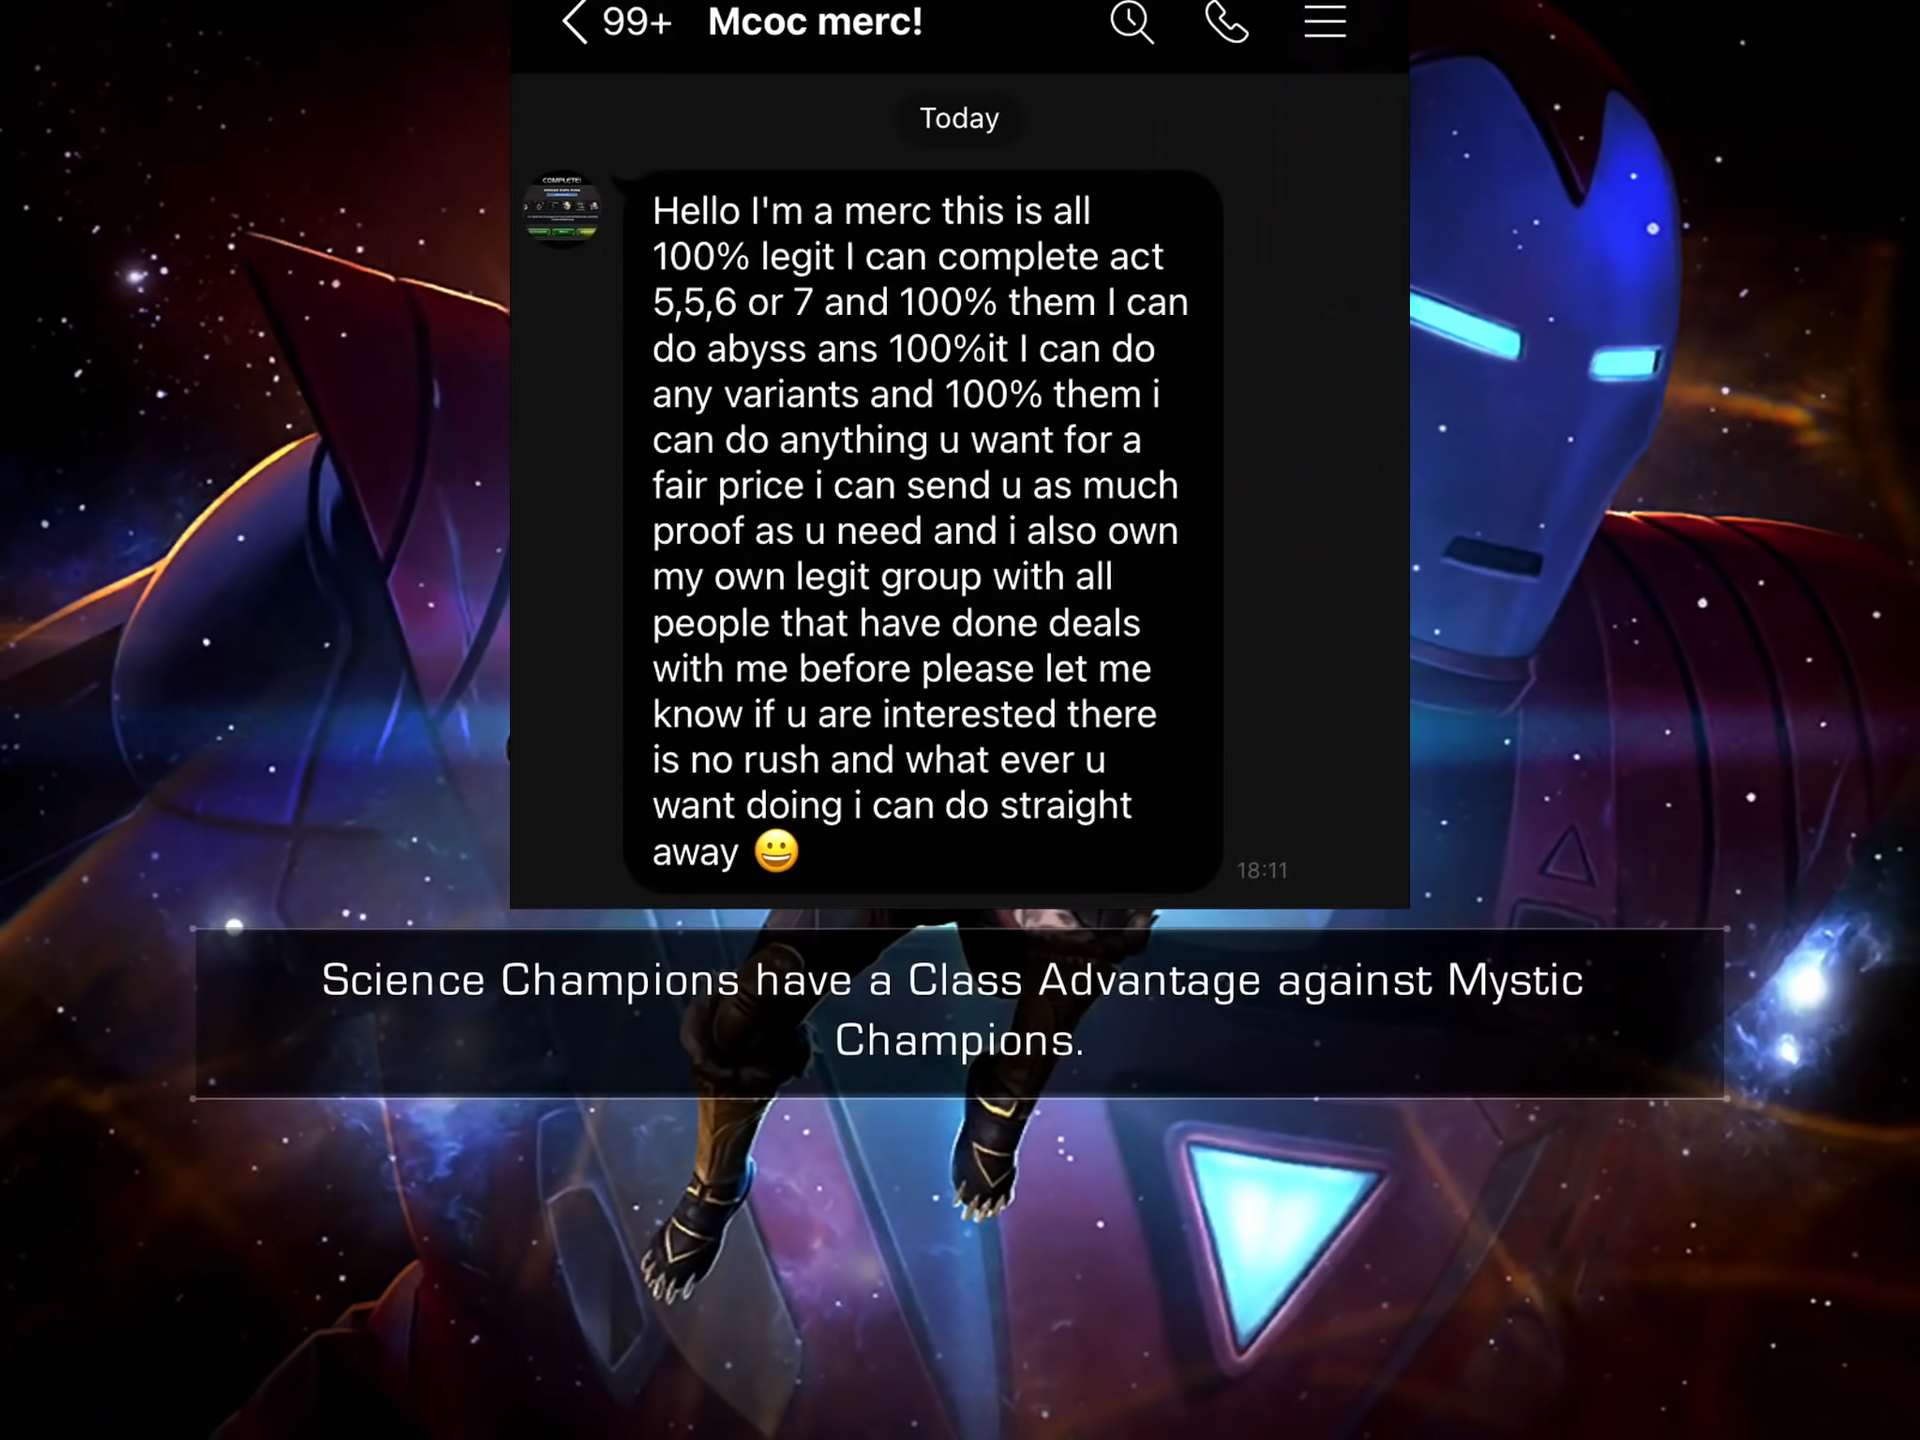 99+ Mcoc merc!
Today
Hello I'm a merc this is all
100% legit I can complete act
5,5,6 or 7 and 100% them I can
do abyss ans 100%it I can do
any variants and 100% them i
can do anything u want for a
fair price i can send u as much
proof as u need and i also own
my own legit group with all
people that have done deals
with me before please let me
know if u are interested there
is no rush and what ever u
want doing i can do straight
away 😀
18:11
Science Champions have a Class Advantage against Mystic
Champions.